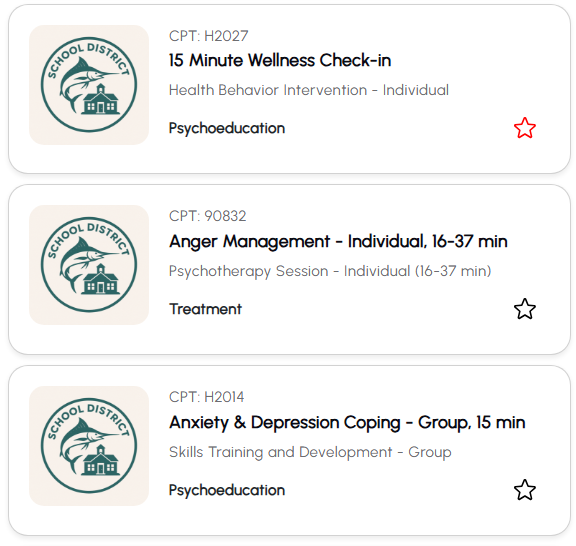 SCHOOL DISTRICT
CPT: H2027
15 Minute Wellness Check-in
Health Behavior Intervention - Individual
Psychoeducation
SCHOOL DISTRICT
CPT: 90832
Anger Management - Individual, 16-37 min
Psychotherapy Session - Individual (16-37 min)
Treatment
SCHOOL DISTRICT
CPT: H2014
Anxiety & Depression Coping - Group, 15 min
Skills Training and Development - Group
Psychoeducation